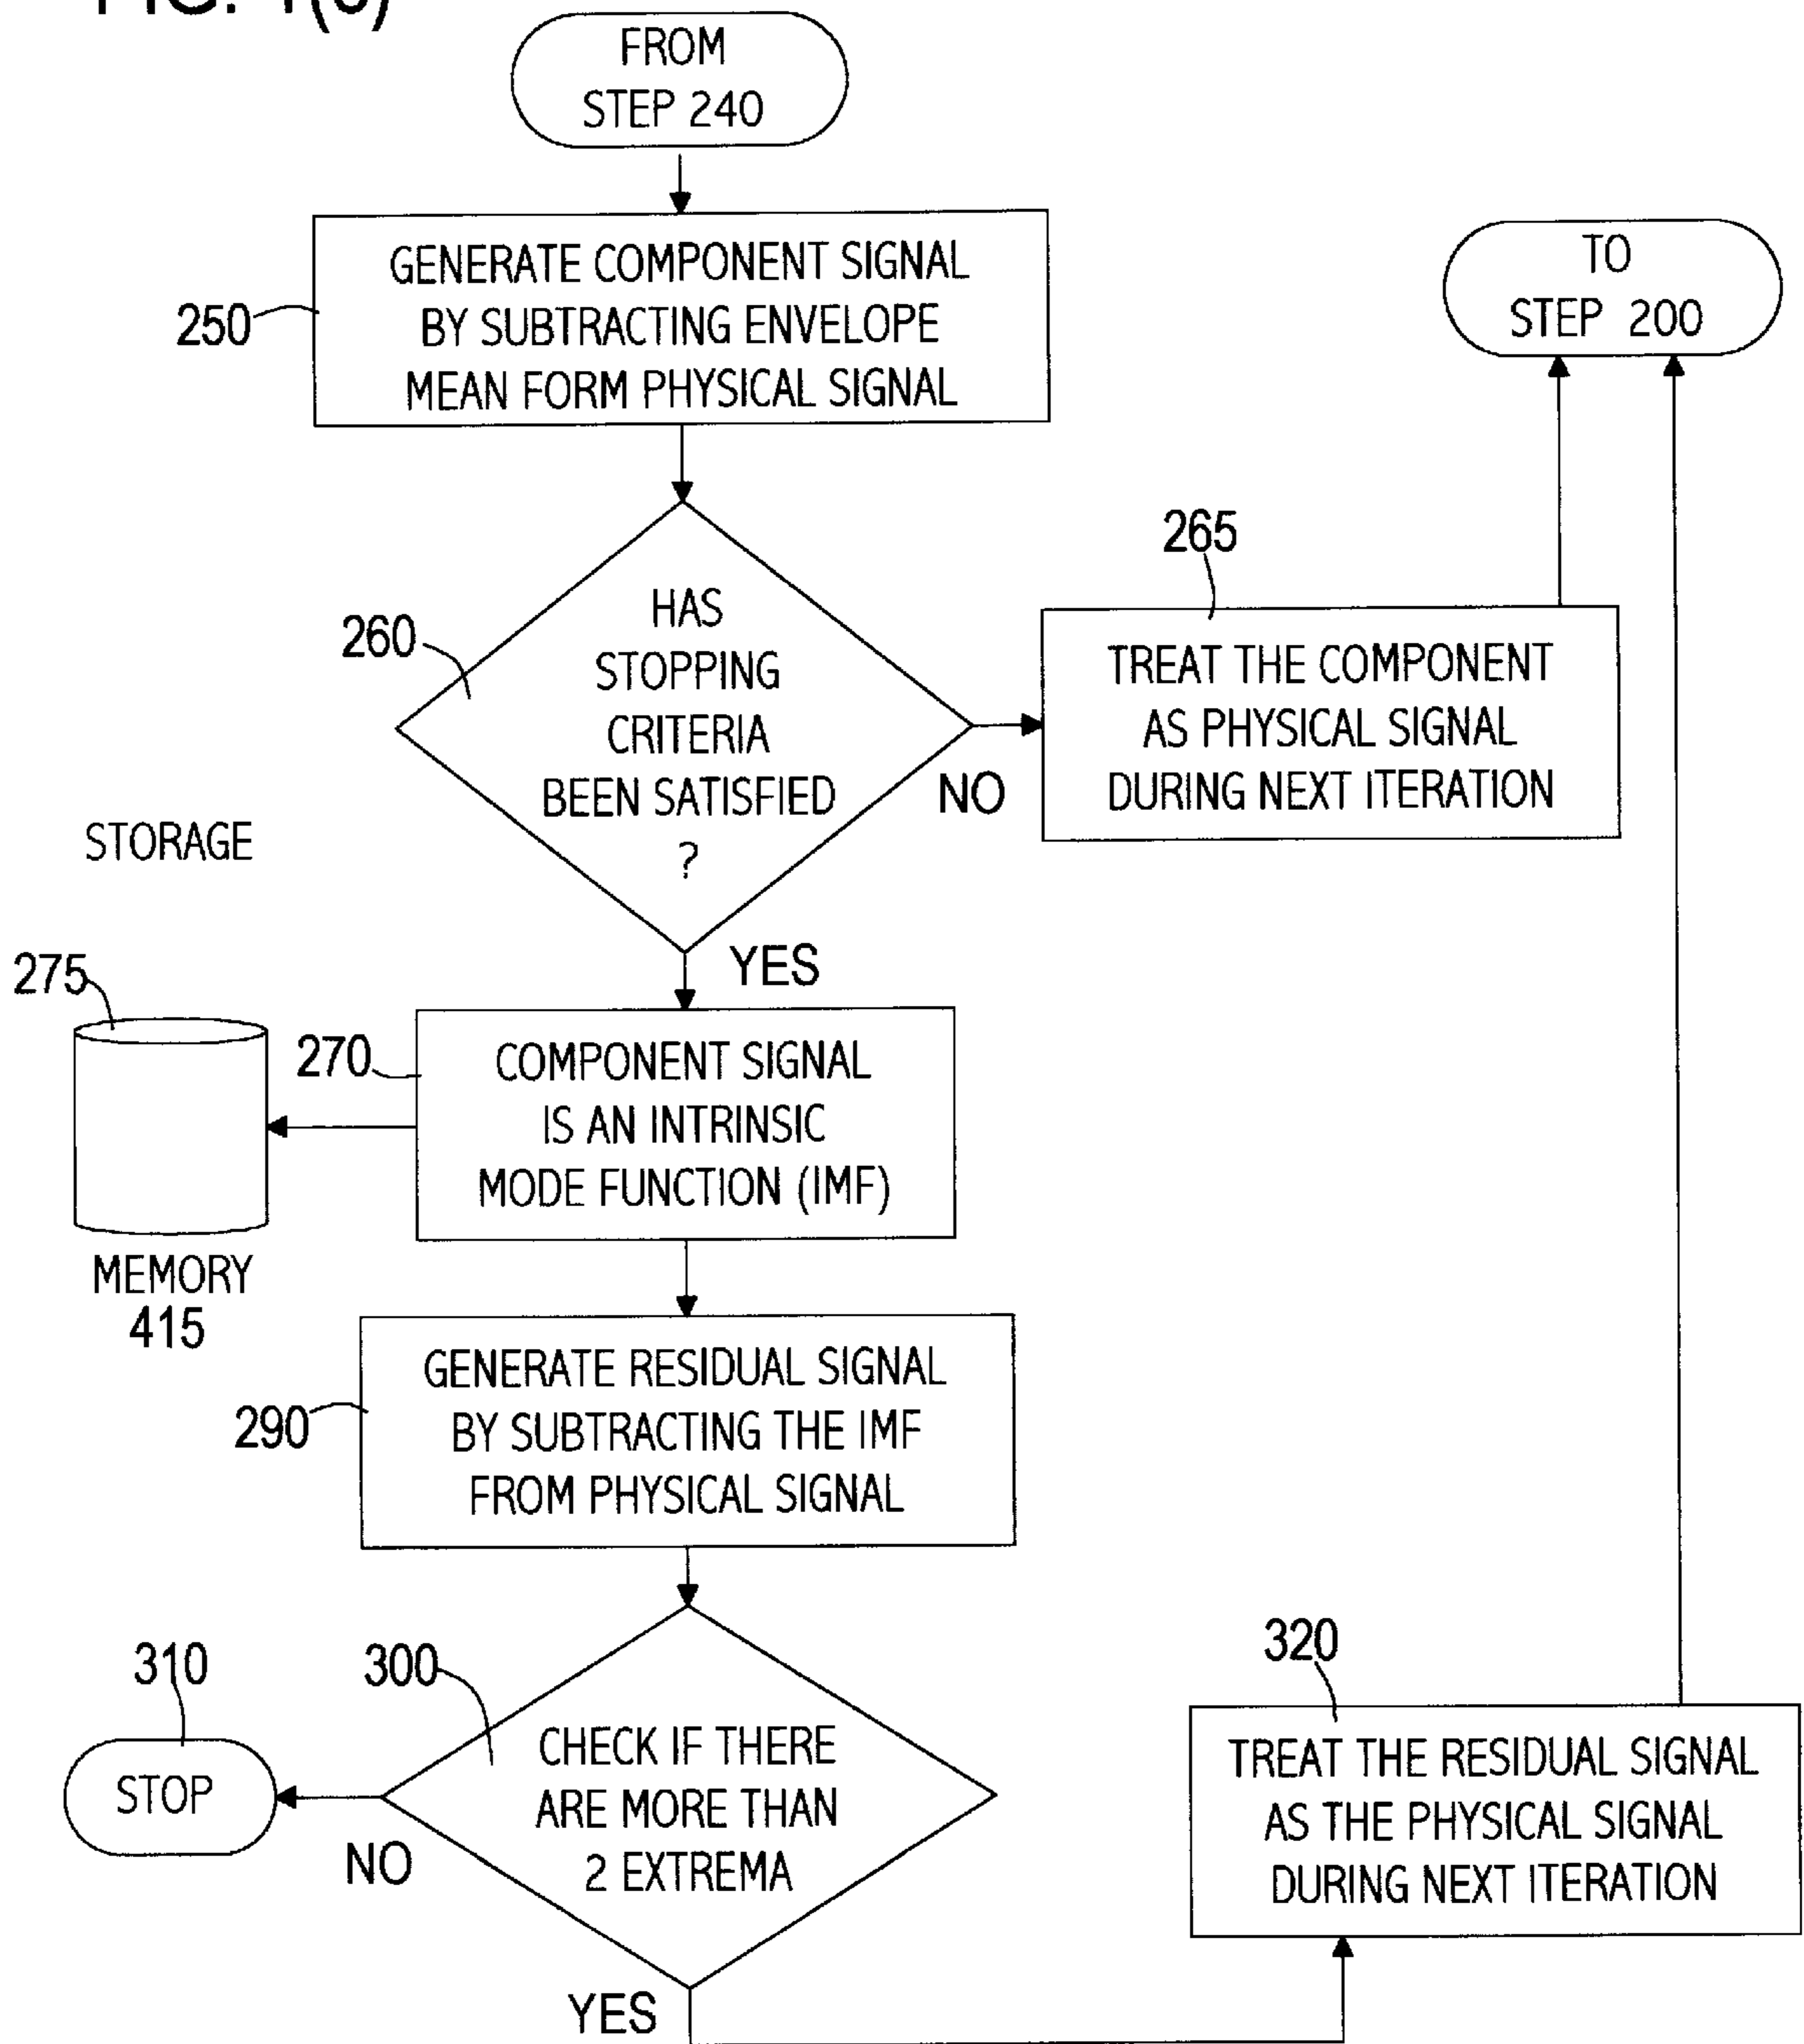 FROM
STEP 240
250
GENERATE COMPONENT SIGNAL
BY SUBTRACTING ENVELOPE
MEAN FORM PHYSICAL SIGNAL
TO
STEP 200
260
HAS
STOPPING
CRITERIA
BEEN SATISFIED
?
NO
265
TREAT THE COMPONENT
AS PHYSICAL SIGNAL
DURING NEXT ITERATION
YES
STORAGE
275
MEMORY
415
270
COMPONENT SIGNAL
IS AN INTRINSIC
MODE FUNCTION (IMF)
290
GENERATE RESIDUAL SIGNAL
BY SUBTRACTING THE IMF
FROM PHYSICAL SIGNAL
300
CHECK IF THERE
ARE MORE THAN
2 EXTREMA
310
STOP
NO
YES
320
TREAT THE RESIDUAL SIGNAL
AS THE PHYSICAL SIGNAL
DURING NEXT ITERATION